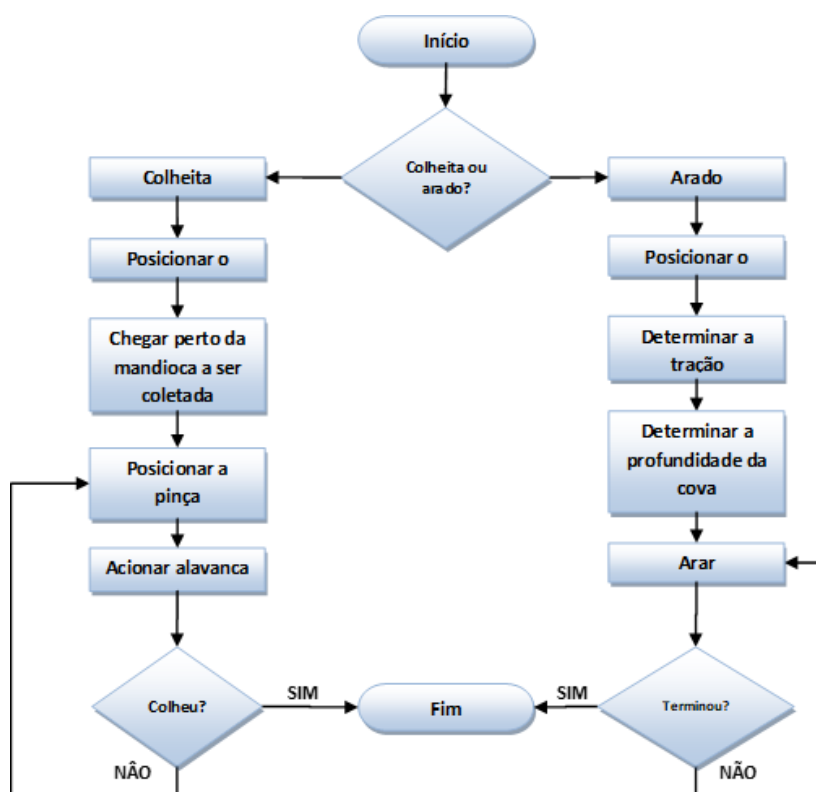 Início
Colheita ou
arado?
Colheita
Posicionar o
Chegar perto da
mandioca a ser
coletada
Posicionar a
pinça
Acionar alavanca
Colheu?
SIM
NÂO
Arado
Posicionar o
Determinar a
tração
Determinar a
profundidade da
cova
Arar
Terminou?
SIM
NÃO
Fim